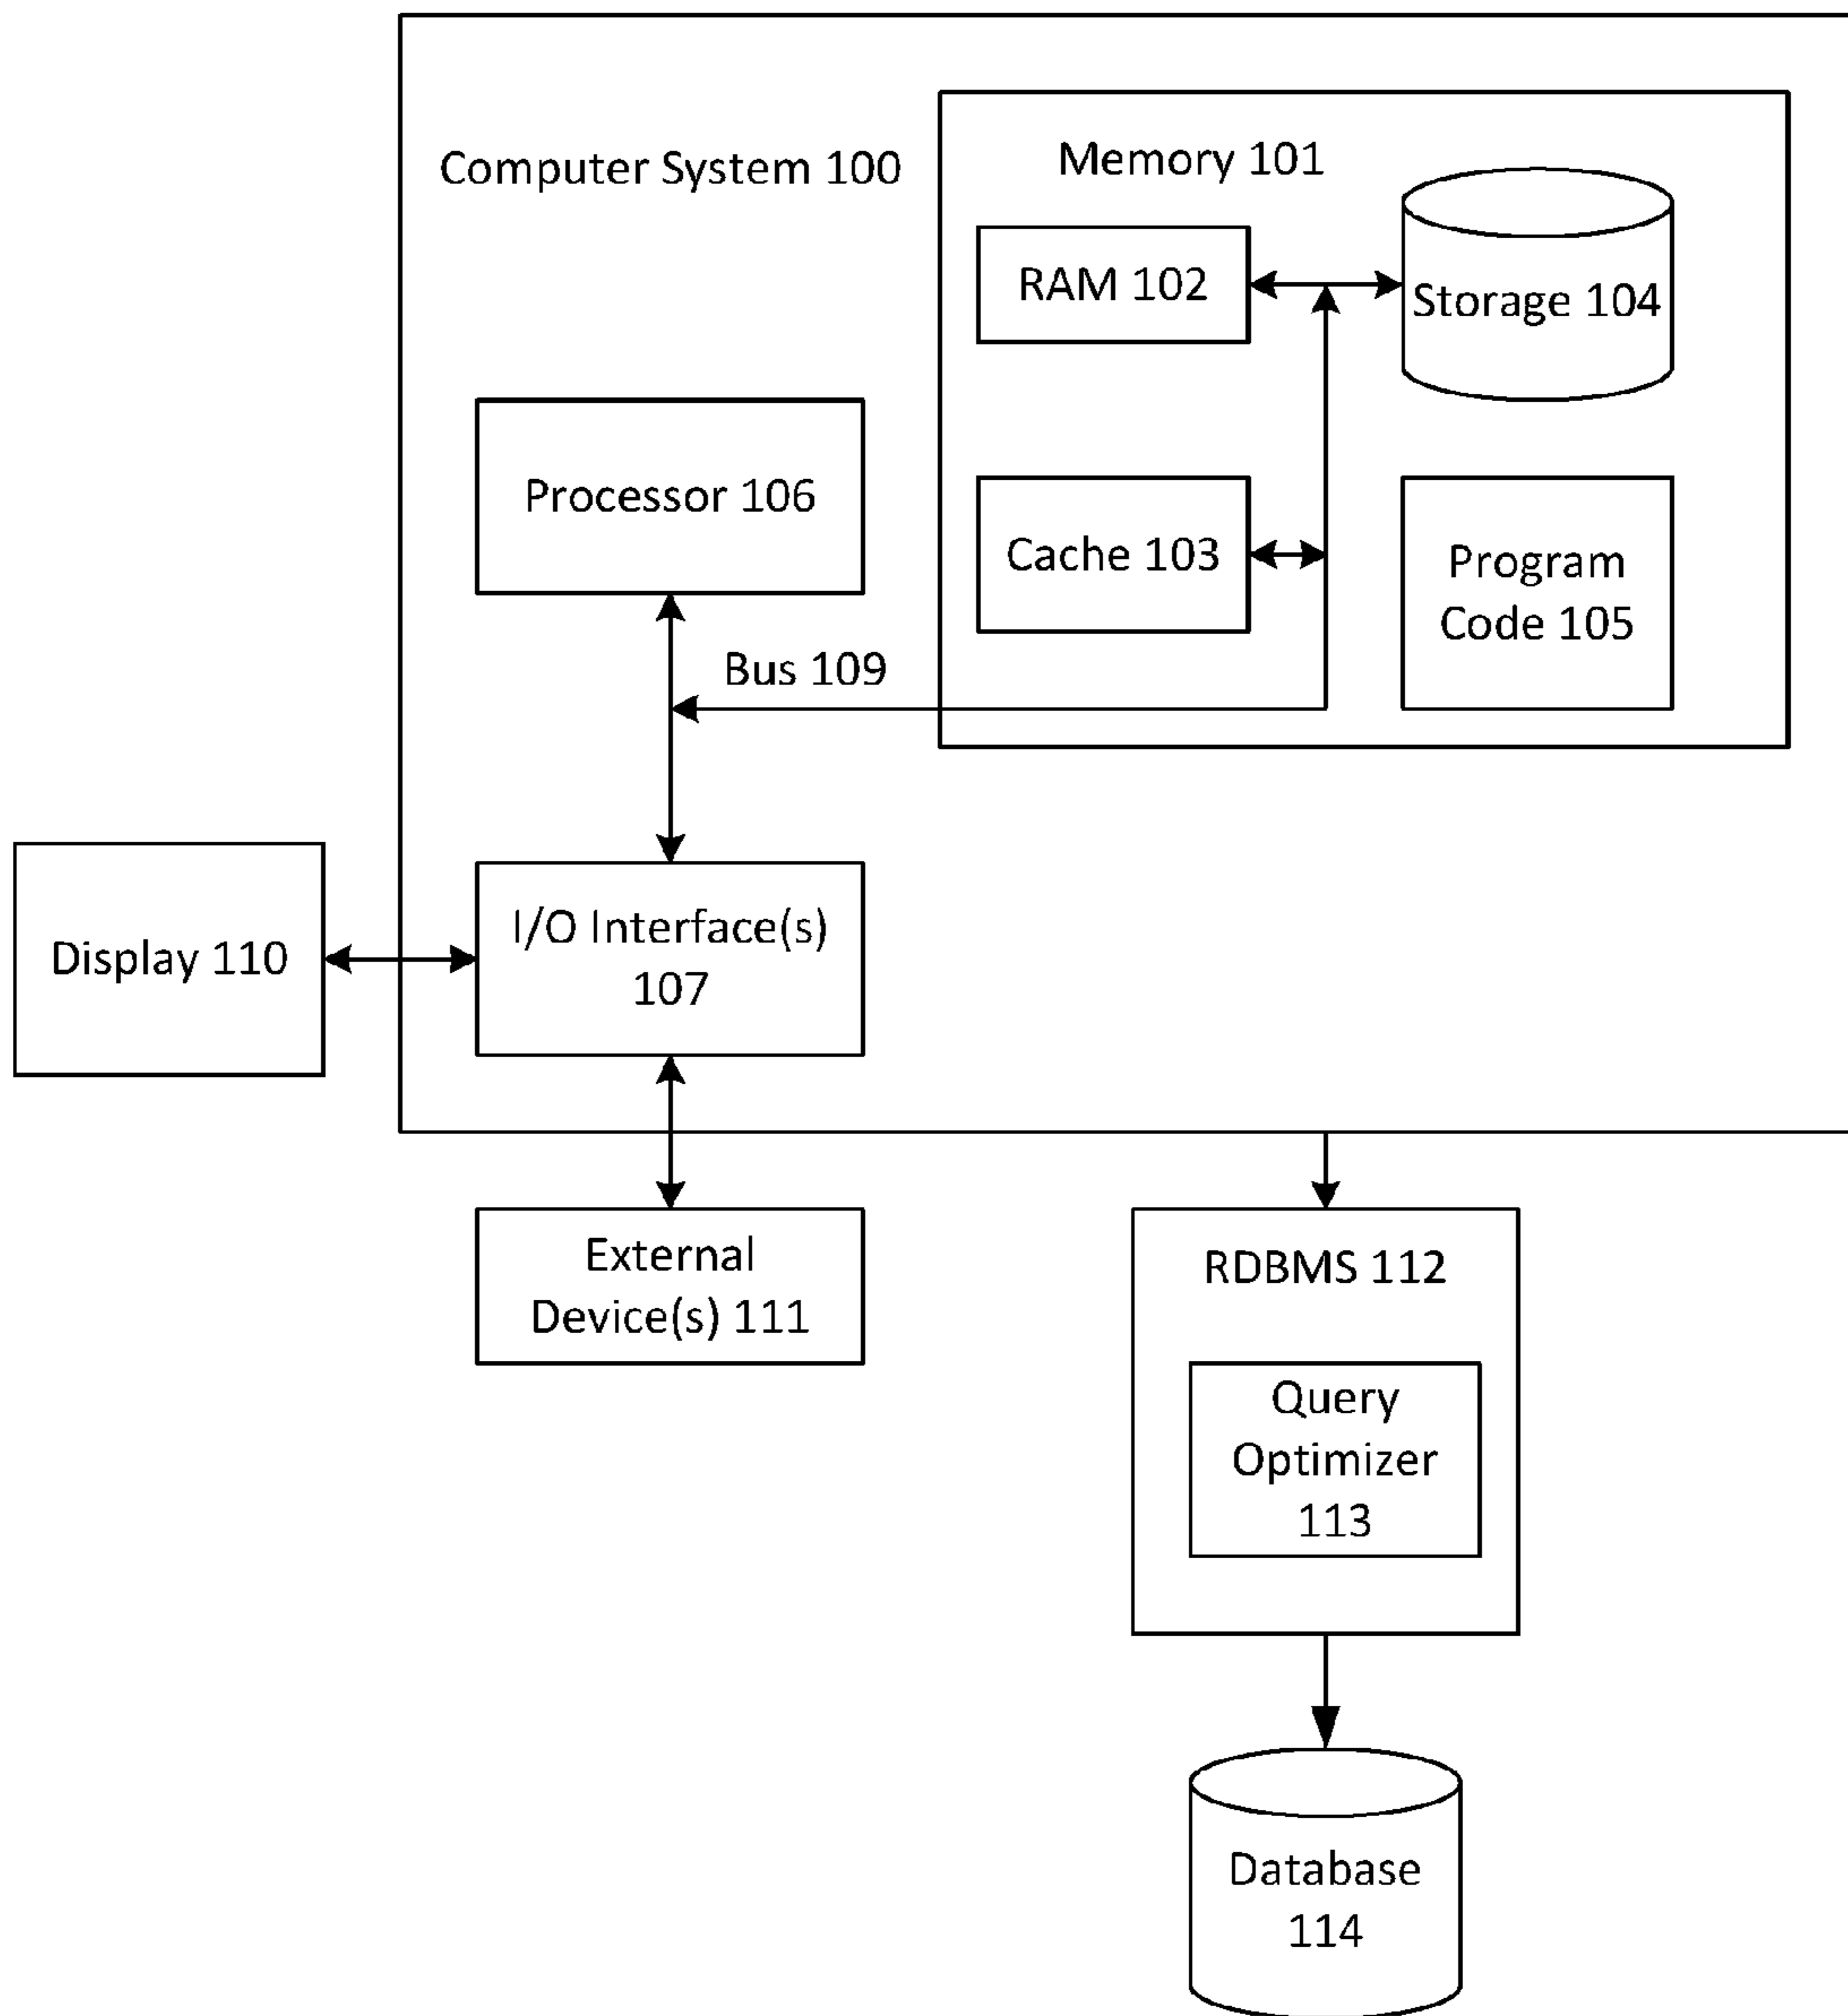 Computer System 100
Memory 101
RAM 102
Storage 104
Processor 106
Cache 103
Program
Code 105
Bus 109
I/O Interface(s)
107
Display 110
External
Device(s) 111
RDBMS 112
Query
Optimizer
113
Database
114